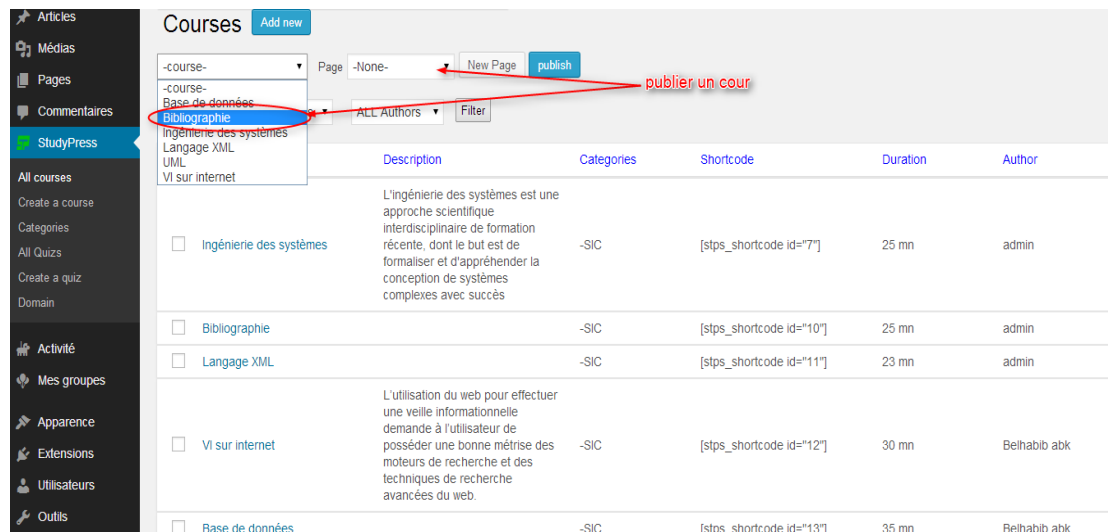 Articles
Médias
Pages
Commentaires
StudyPress
All courses
Create a course
Categories
All Quizs
Create a quiz
Domain
Activité
Mes groupes
Apparence
Extensions
Utilisateurs
Outils
Courses Add new
-course- Page -None- New Page publish
publier un cour
-course-
Base de données
Bibliographie
Ingénierie des systèmes
Langage XML
UML
VI sur internet
ALL Authors Filter
Description Categories Shortcode Duration Author
Ingénierie des systèmes
L'ingénierie des systèmes est une
approche scientifique
interdisciplinaire de formation
récente, dont le but est de
formaliser et d'appréhender la
conception de systèmes
complexes avec succès
-SIC [stps_shortcode id="7"] 25 mn admin
Bibliographie -SIC [stps_shortcode id="10"] 25 mn admin
Langage XML -SIC [stps_shortcode id="11"] 23 mn admin
VI sur internet
L'utilisation du web pour effectuer
une veille informationnelle
demande à l'utilisateur de
posséder une bonne métrise des
moteurs de recherche et des
techniques de recherche
avancées du web.
-SIC [stps_shortcode id="12"] 30 mn Belhabib abk
Base de données -SIC [stps_shortcode id="13"] 35 mn Belhabib abk